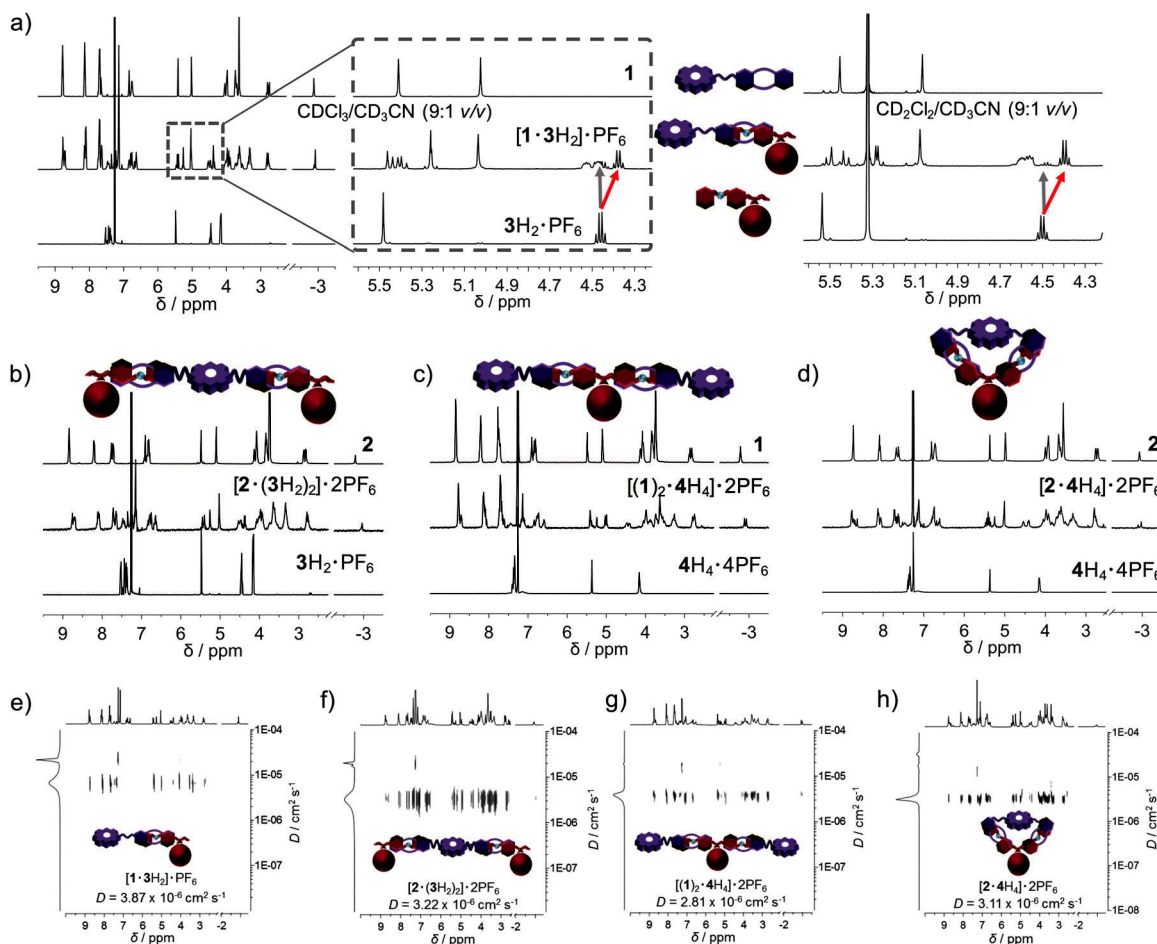 a)
1
CDCl3/CD3CN (9:1 v/v)
[1·3H2]·PF6
3H2·PF6
CD2Cl2/CD3CN (9:1 v/v)
9 8 7 6 5 4 3 -3
δ / ppm
5.5 5.3 5.1 4.9 4.7 4.5 4.3
δ / ppm
5.5 5.3 5.1 4.9 4.7 4.5 4.3
δ / ppm
b)
2
[2·(3H2)2]·2PF6
3H2·PF6
9 8 7 6 5 4 3 -3
δ / ppm
c)
1
[(1)2·4H4]·2PF6
4H4·4PF6
9 8 7 6 5 4 3 -3
δ / ppm
d)
2
[2·4H4]·2PF6
4H4·4PF6
9 8 7 6 5 4 3 -3
δ / ppm
e)
1E-04
1E-05
1E-06
1E-07
D / cm2 s-1
[1·3H2]·PF6
D = 3.87 x 10-6 cm2 s-1
9 8 7 6 5 4 3 2 -2
δ / ppm
f)
1E-04
1E-05
1E-06
1E-07
D / cm2 s-1
[2·(3H2)2]·2PF6
D = 3.22 x 10-6 cm2 s-1
9 8 7 6 5 4 3 2 -2
δ / ppm
g)
1E-04
1E-05
1E-06
1E-07
D / cm2 s-1
[(1)2·4H4]·2PF6
D = 2.81 x 10-6 cm2 s-1
9 8 7 6 5 4 3 2 -2
δ / ppm
h)
1E-04
1E-05
1E-06
1E-07
1E-08
D / cm2 s-1
[2·4H4]·2PF6
D = 3.11 x 10-6 cm2 s-1
9 8 7 6 5 4 3 2 -2
δ / ppm